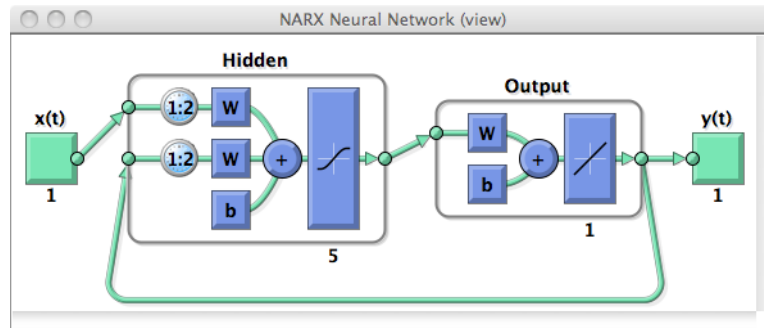 NARX Neural Network (view)
Hidden
Output
x(t)
1:2
W
1:2
W
b
+
5
W
b
+
1
y(t)
1
1